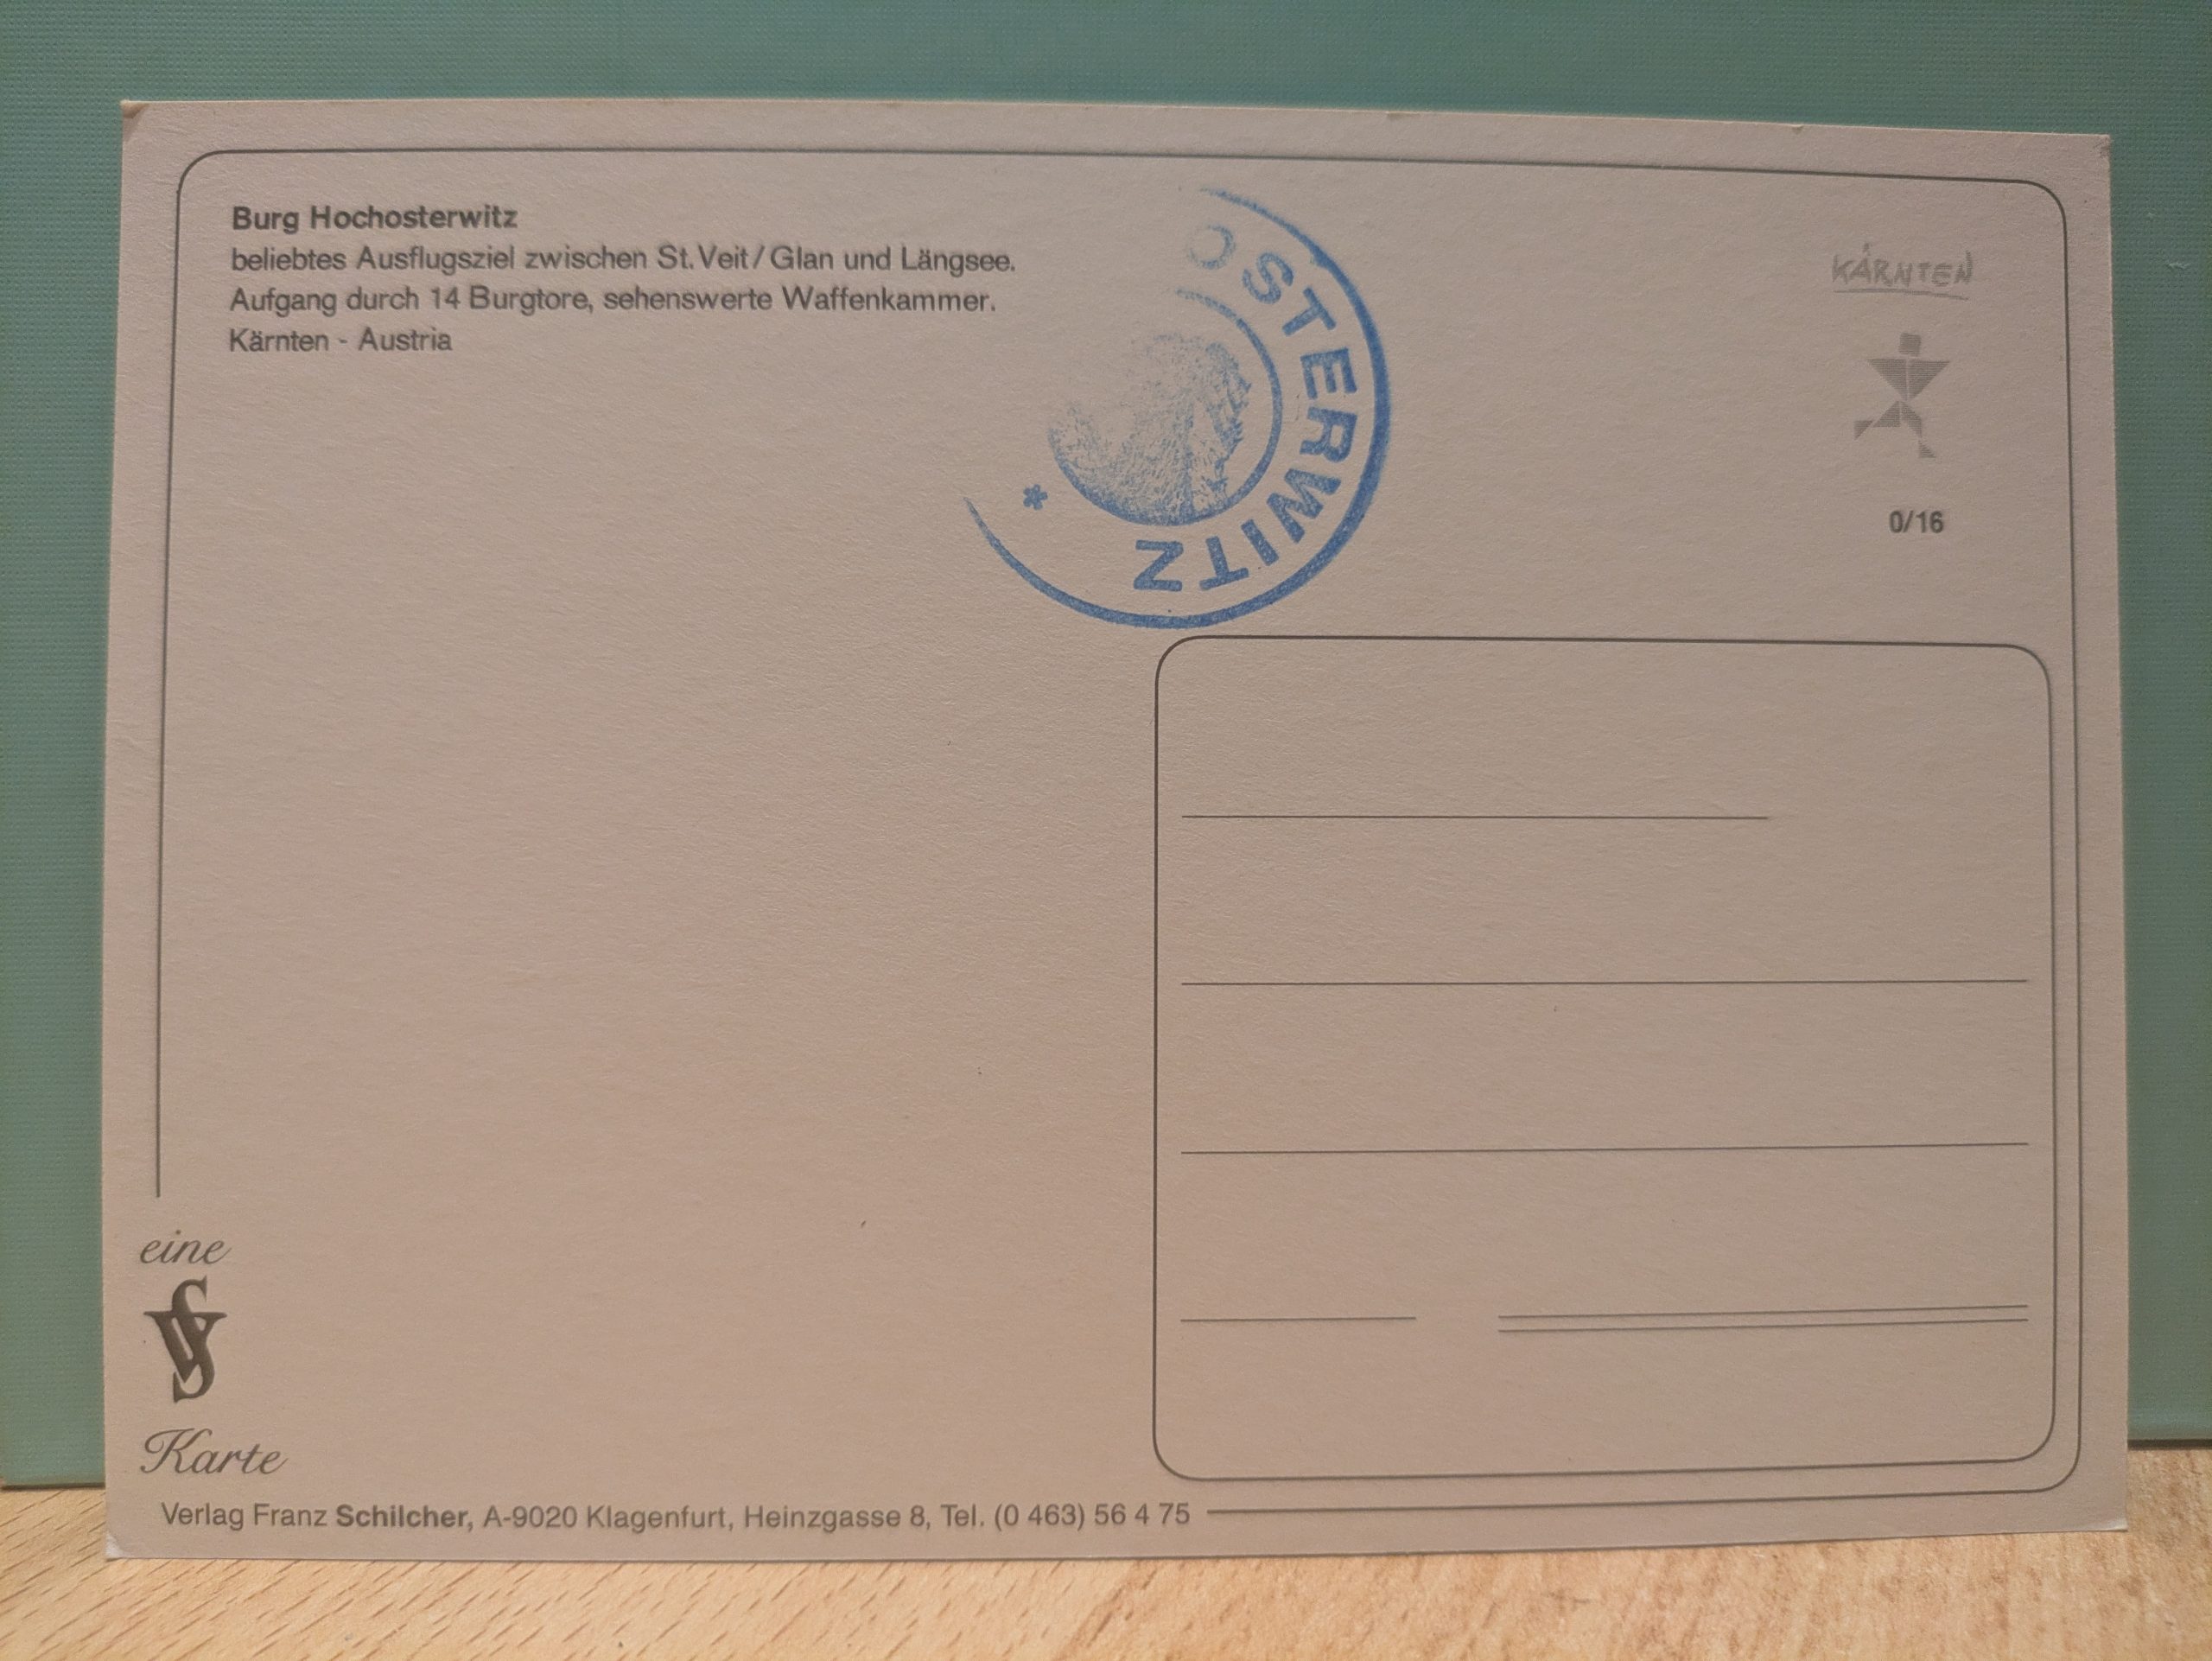 Burg Hochosterwitz
beliebtes Ausflugsziel zwischen St. Veit/Glan und Längsee.
Aufgang durch 14 Burgtore, sehenswerte Waffenkammer.
Kärnten - Austria
OSTERWITZ *
KÄRNTEN
0/16
eine
VS
Karte
Verlag Franz Schilcher, A-9020 Klagenfurt, Heinzgasse 8, Tel. (0 463) 56 4 75